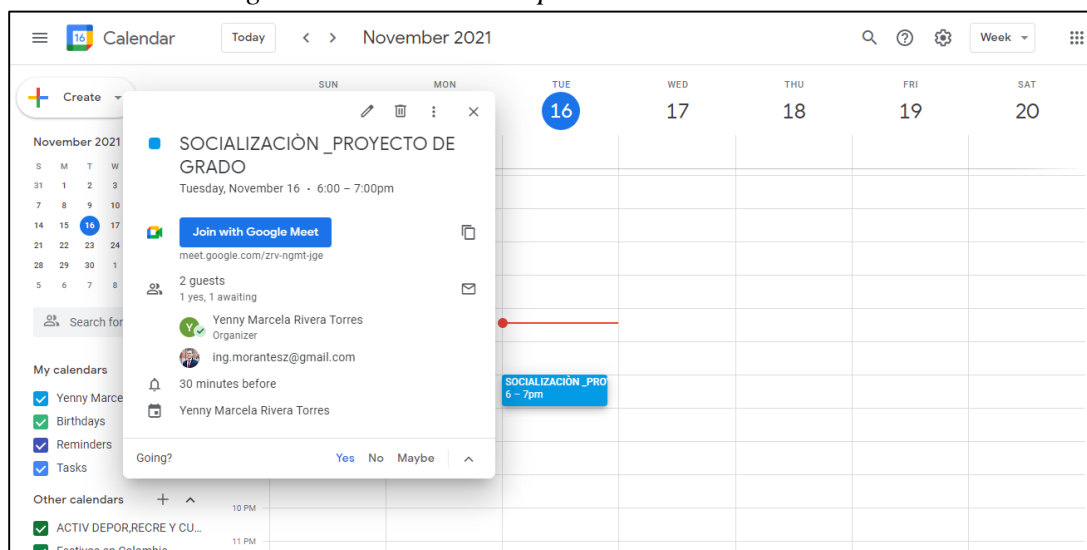 16 Calendar Today < > November 2021 Week
Create
SUN MON TUE WED THU FRI SAT
16 17 18 19 20
November 2021
S M T W
31 1 2 3
7 8 9 10
14 15 16 17
21 22 23 24
28 29 30 1
5 6 7 8
Search for
My calendars
Yenny Marce
Birthdays
Reminders
Tasks
Other calendars
ACTIV DEPOR,RECRE Y CU...
SOCIALIZACIÒN _PROYECTO DE
GRADO
Tuesday, November 16 · 6:00 – 7:00pm
Join with Google Meet
meet.google.com/zrv-ngmt-jge
2 guests
1 yes, 1 awaiting
Y
Yenny Marcela Rivera Torres
Organizer
ing.morantesz@gmail.com
30 minutes before
Yenny Marcela Rivera Torres
Going? Yes No Maybe
SOCIALIZACIÒN _PRO
6 – 7pm
10 PM
11 PM